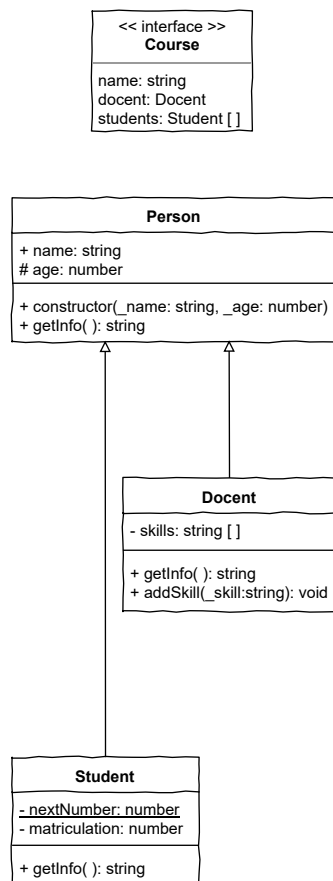 << interface >>
Course
name: string
docent: Docent
students: Student [ ]
Person
+ name: string
# age: number
+ constructor(_name: string, _age: number)
+ getInfo( ): string
Docent
- skills: string [ ]
+ getInfo( ): string
+ addSkill(_skill:string): void
Student
- nextNumber: number
- matriculation: number
+ getInfo( ): string